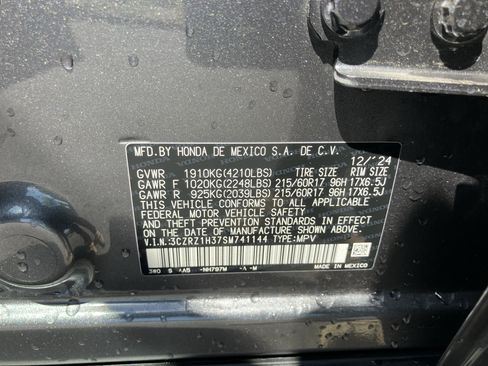 MFD.BY HONDA DE MEXICO S.A. DE C.V.
12/'24
GVWR 1910KG(4210LBS) TIRE SIZE RIM SIZE
GAWR F 1020KG(2248LBS) 215/60R17 96H 17X6.5J
GAWR R 925KG(2039LBS) 215/60R17 96H 17X6.5J
THIS VEHICLE CONFORMS TO ALL APPLICABLE
FEDERAL MOTOR VEHICLE SAFETY AND
THEFT PREVENTION STANDARDS IN EFFECT
ON THE DATE OF MANUFACTURE SHOWN ABOVE.
V.I.N.:3CZRZ1H37SM741144 TYPE:MPV
NH797M
MADE IN MEXICO